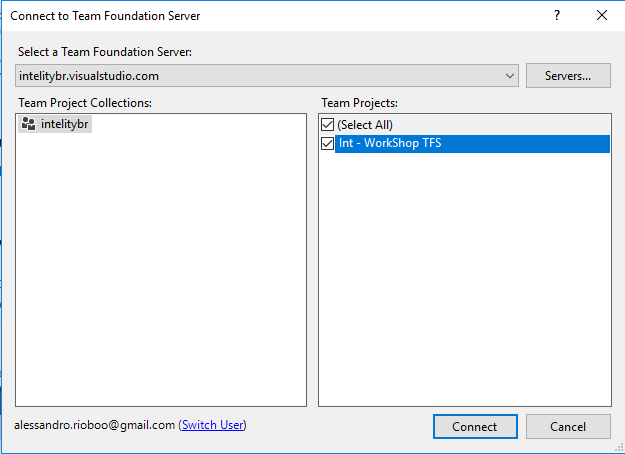 Connect to Team Foundation Server
?
Select a Team Foundation Server:
intelitybr.visualstudio.com
Servers...
Team Project Collections:
Team Projects:
intelitybr
(Select All)
Int - WorkShop TFS
alessandro.rioboo@gmail.com (Switch User)
Connect
Cancel